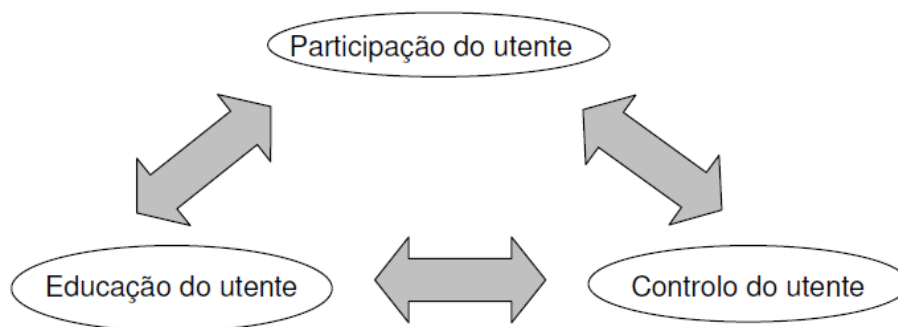 Participação do utente
Educação do utente
Controlo do utente